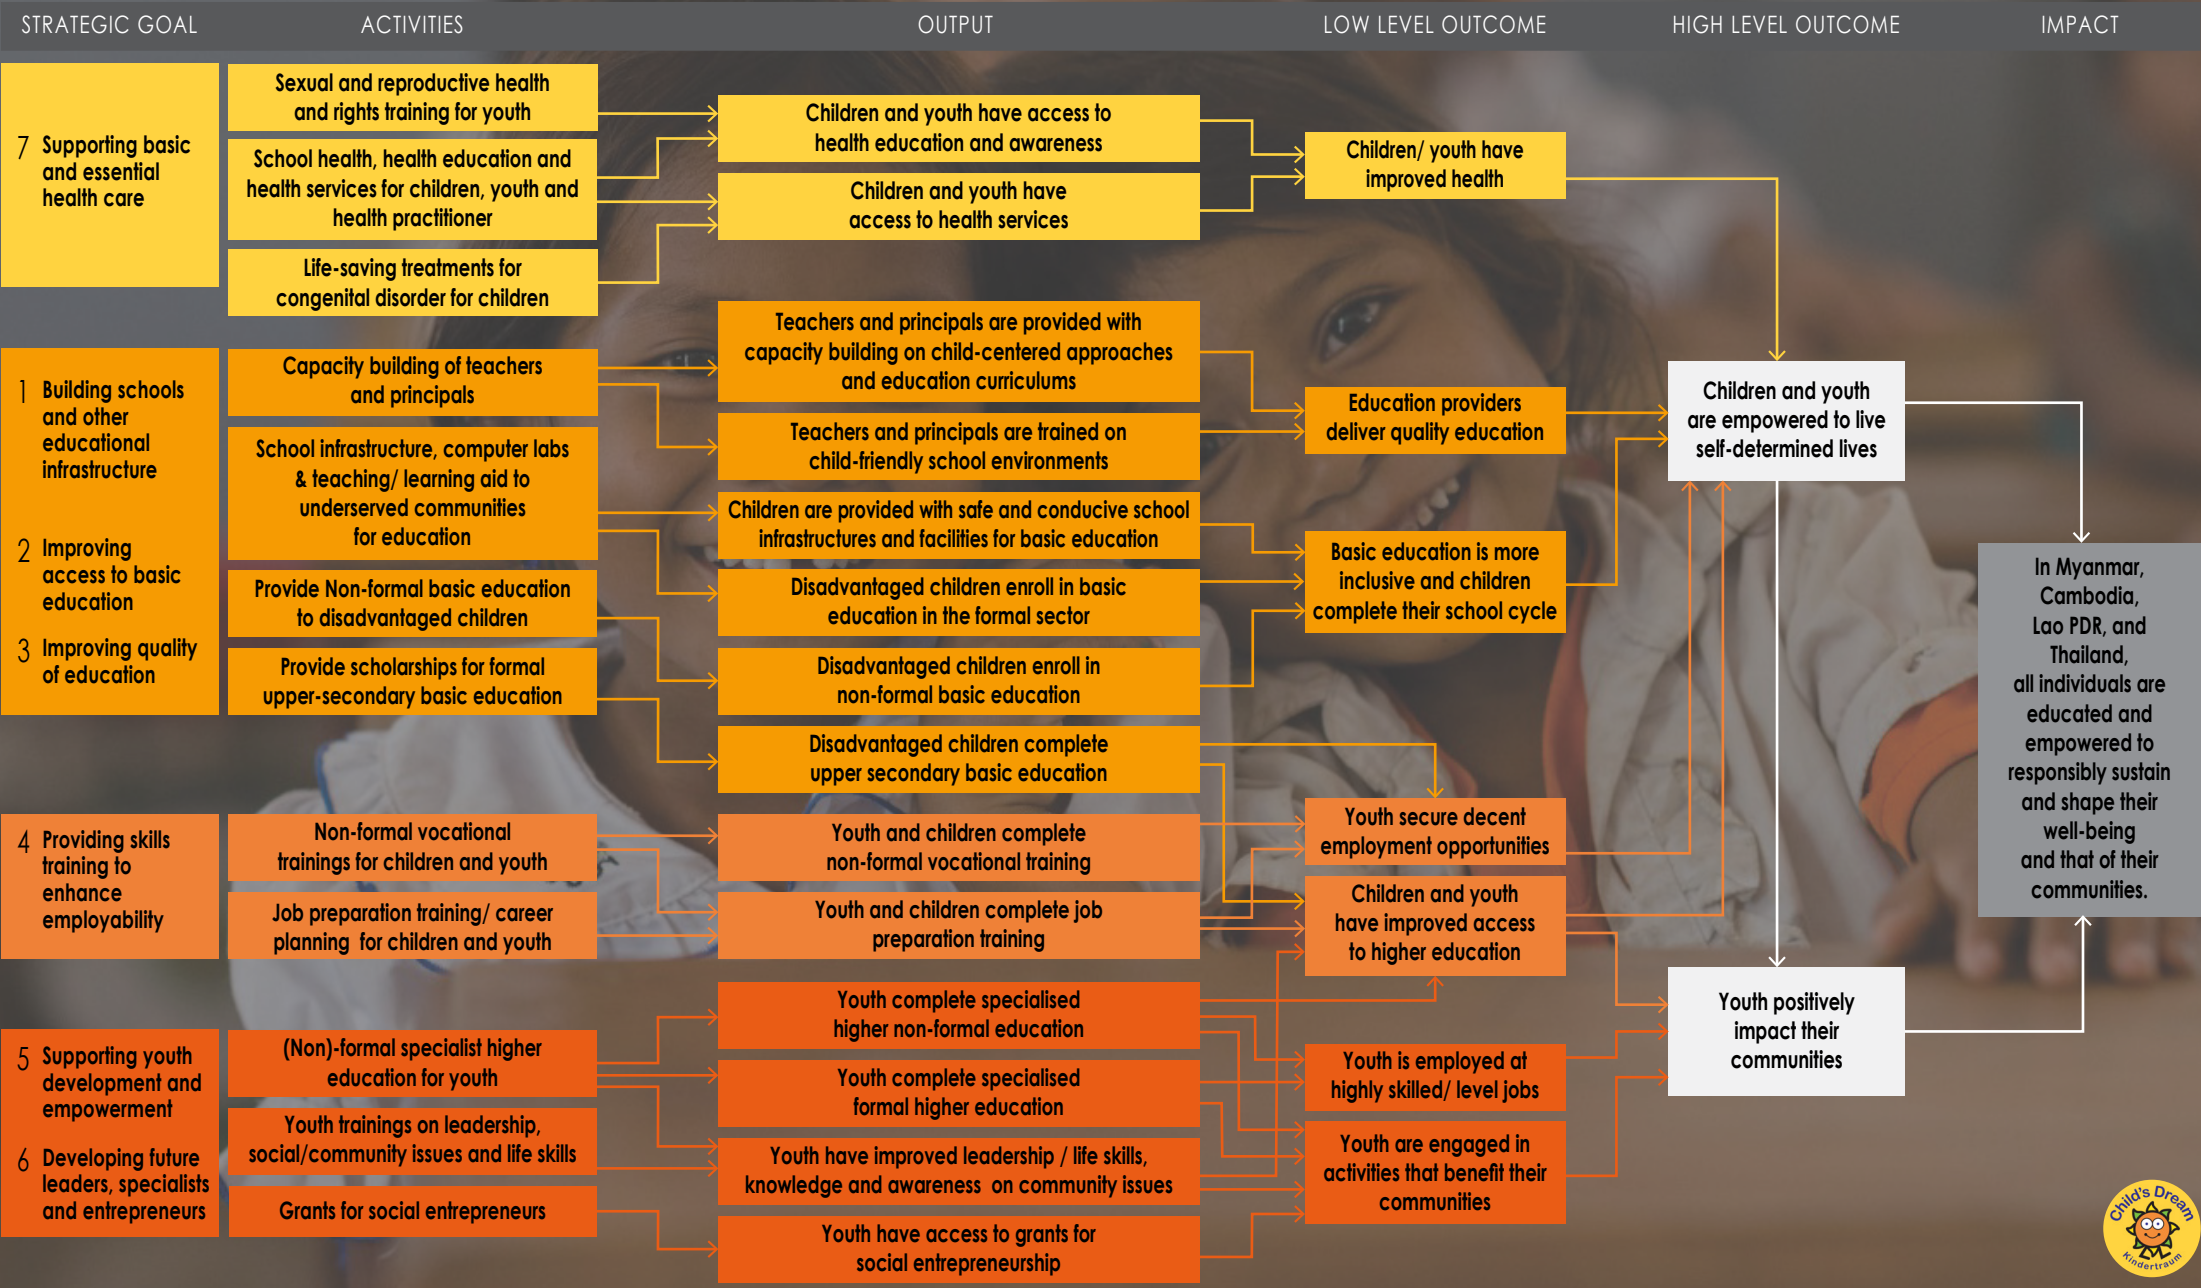 STRATEGIC GOAL
ACTIVITIES
OUTPUT
LOW LEVEL OUTCOME
HIGH LEVEL OUTCOME
IMPACT
7 Supporting basic
and essential
health care
Sexual and reproductive health
and rights training for youth
School health, health education and
health services for children, youth and
health practitioner
Life-saving treatments for
congenital disorder for children
Children and youth have access to
health education and awareness
Children and youth have
access to health services
Children/ youth have
improved health
1 Building schools
and other
educational
infrastructure
2 Improving
access to basic
education
3 Improving quality
of education
Capacity building of teachers
and principals
School infrastructure, computer labs
& teaching/ learning aid to
underserved communities
for education
Provide Non-formal basic education
to disadvantaged children
Provide scholarships for formal
upper-secondary basic education
Teachers and principals are provided with
capacity building on child-centered approaches
and education curriculums
Teachers and principals are trained on
child-friendly school environments
Children are provided with safe and conducive school
infrastructures and facilities for basic education
Disadvantaged children enroll in basic
education in the formal sector
Disadvantaged children enroll in
non-formal basic education
Disadvantaged children complete
upper secondary basic education
Education providers
deliver quality education
Basic education is more
inclusive and children
complete their school cycle
4 Providing skills
training to
enhance
employability
Non-formal vocational
trainings for children and youth
Job preparation training/ career
planning for children and youth
Youth and children complete
non-formal vocational training
Youth and children complete job
preparation training
Youth secure decent
employment opportunities
Children and youth
have improved access
to higher education
5 Supporting youth
development and
empowerment
6 Developing future
leaders, specialists
and entrepreneurs
(Non)-formal specialist higher
education for youth
Youth trainings on leadership,
social/community issues and life skills
Grants for social entrepreneurs
Youth complete specialised
higher non-formal education
Youth complete specialised
formal higher education
Youth have improved leadership / life skills,
knowledge and awareness on community issues
Youth have access to grants for
social entrepreneurship
Youth is employed at
highly skilled/ level jobs
Youth are engaged in
activities that benefit their
communities
Children and youth
are empowered to live
self-determined lives
Youth positively
impact their
communities
In Myanmar,
Cambodia,
Lao PDR, and
Thailand,
all individuals are
educated and
empowered to
responsibly sustain
and shape their
well-being
and that of their
communities.
Child's Dream
Kindertraum